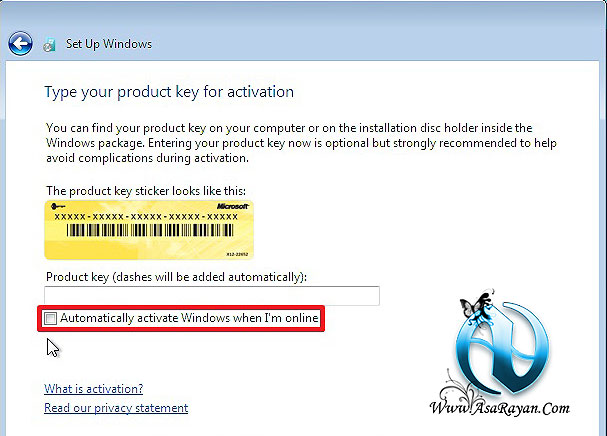 Set Up Windows
Type your product key for activation
You can find your product key on your computer or on the installation disc holder inside the
Windows package. Entering your product key now is optional but strongly recommended to help
avoid complications during activation.
The product key sticker looks like this:
Microsoft
XXXXX-XXXXX-XXXXX-XXXXX-XXXXX
X12-22652
Product key (dashes will be added automatically):
Automatically activate Windows when I'm online
What is activation?
Read our privacy statement
Www.AsaRayan.Com